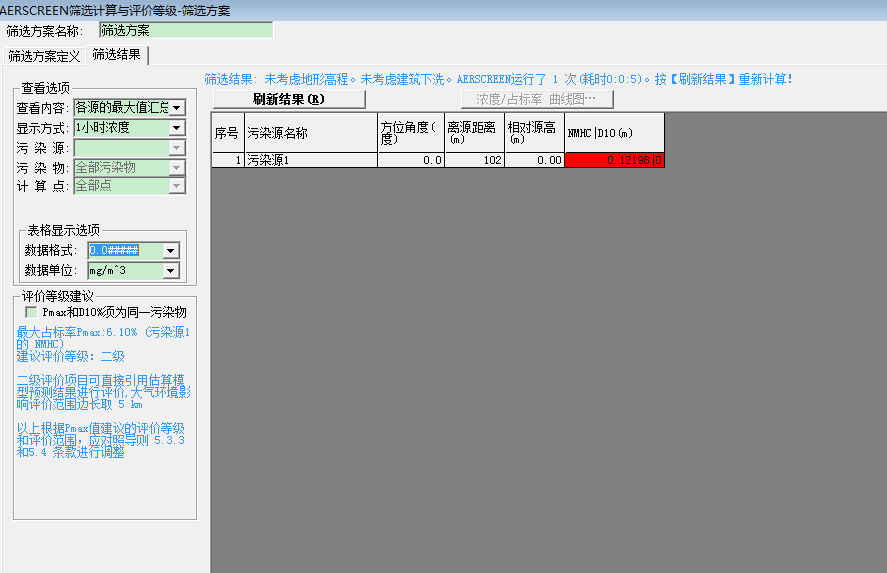 AERSCREEN筛选计算与评价等级-筛选方案
筛选方案名称: 筛选方案
筛选方案定义 筛选结果
筛选结果: 未考虑地形高程。未考虑建筑下洗。AERSCREEN运行了 1 次(耗时0:0:5)。按【刷新结果】重新计算!
查看选项
查看内容: 各源的最大值汇总
显示方式: 1小时浓度
污 染 源:
污 染 物: 全部污染物
计 算 点: 全部点
表格显示选项
数据格式: 0.0#####
数据单位: mg/m^3
评价等级建议
Pmax和D10%须为同一污染物
最大占标率Pmax:6.10% (污染源1
的 NMHC)
建议评价等级: 二级
二级评价项目可直接引用估算模
型预测结果进行评价,大气环境影
响评价范围边长取 5 km
以上根据Pmax值建议的评价等级
和评价范围, 应对照导则 5.3.3
和5.4 条款进行调整
刷新结果(R) 浓度/占标率 曲线图…
序号 污染源名称 方位角度(度) 离源距离(m) 相对源高(m) NMHC|D10(m)
1 污染源1 0.0 102 0.00 0.12198|0